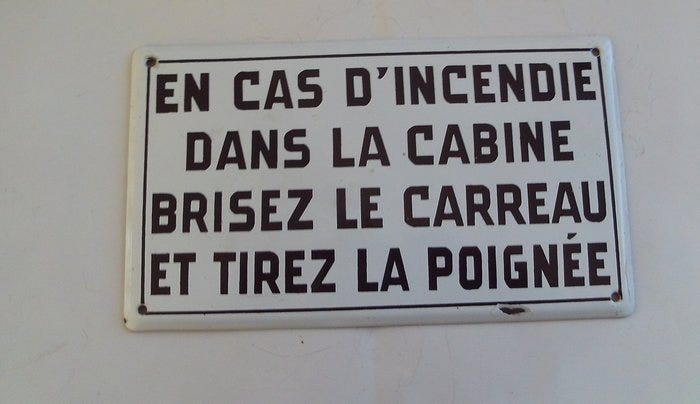 EN CAS D'INCENDIE
DANS LA CABINE
BRISEZ LE CARREAU
ET TIREZ LA POIGNÉE